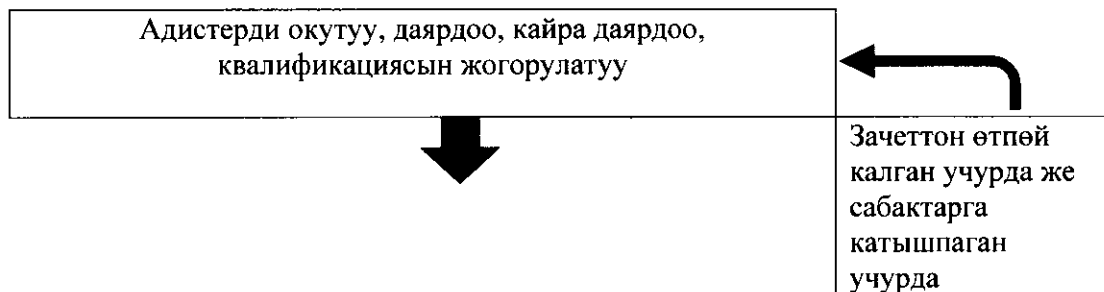 Адистерди окутуу, даярдоо, кайра даярдоо,
квалификациясын жогорулатуу
Зачеттон өтпөй
калган учурда же
сабактарга
катышпаган
учурда